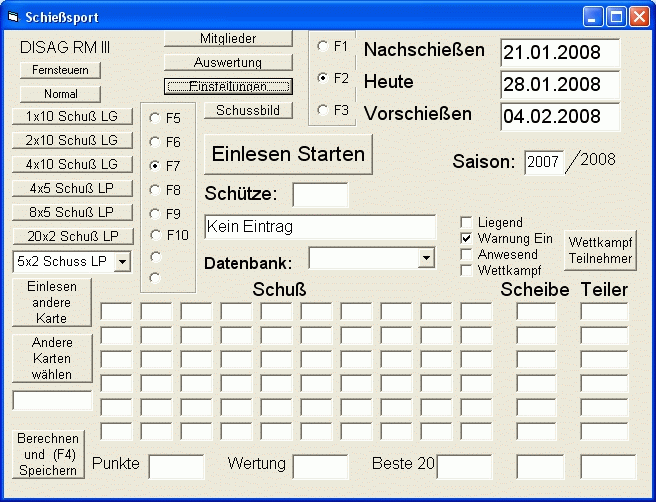 Schießsport
DISAG RM III
Fernsteuern
Normal
Mitglieder
Auswertung
Einstellungen
Schussbild
F1
F2
F3
Nachschießen 21.01.2008
Heute 28.01.2008
Vorschießen 04.02.2008
1x10 Schuß LG
2x10 Schuß LG
4x10 Schuß LG
4x5 Schuß LP
8x5 Schuß LP
20x2 Schuß LP
5x2 Schuss LP
F5
F6
F7
F8
F9
F10
Einlesen Starten
Saison: 2007 / 2008
Schütze:
Kein Eintrag
Datenbank:
Liegend
Warnung Ein
Anwesend
Wettkampf
Wettkampf
Teilnehmer
Einlesen
andere
Karte
Andere
Karten
wählen
Schuß Scheibe Teiler
Berechnen
und (F4)
Speichern
Punkte Wertung Beste 20